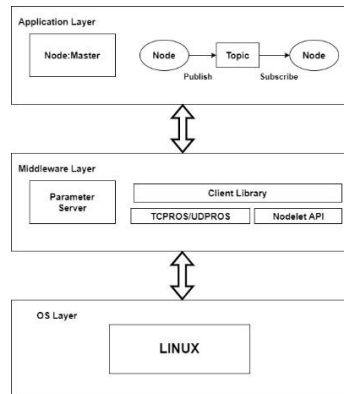 Application Layer
Node:Master
Node
Topic
Node
Publish
Subscribe
Middleware Layer
Parameter
Server
Client Library
TCPROS/UDPROS
Nodelet API
OS Layer
LINUX